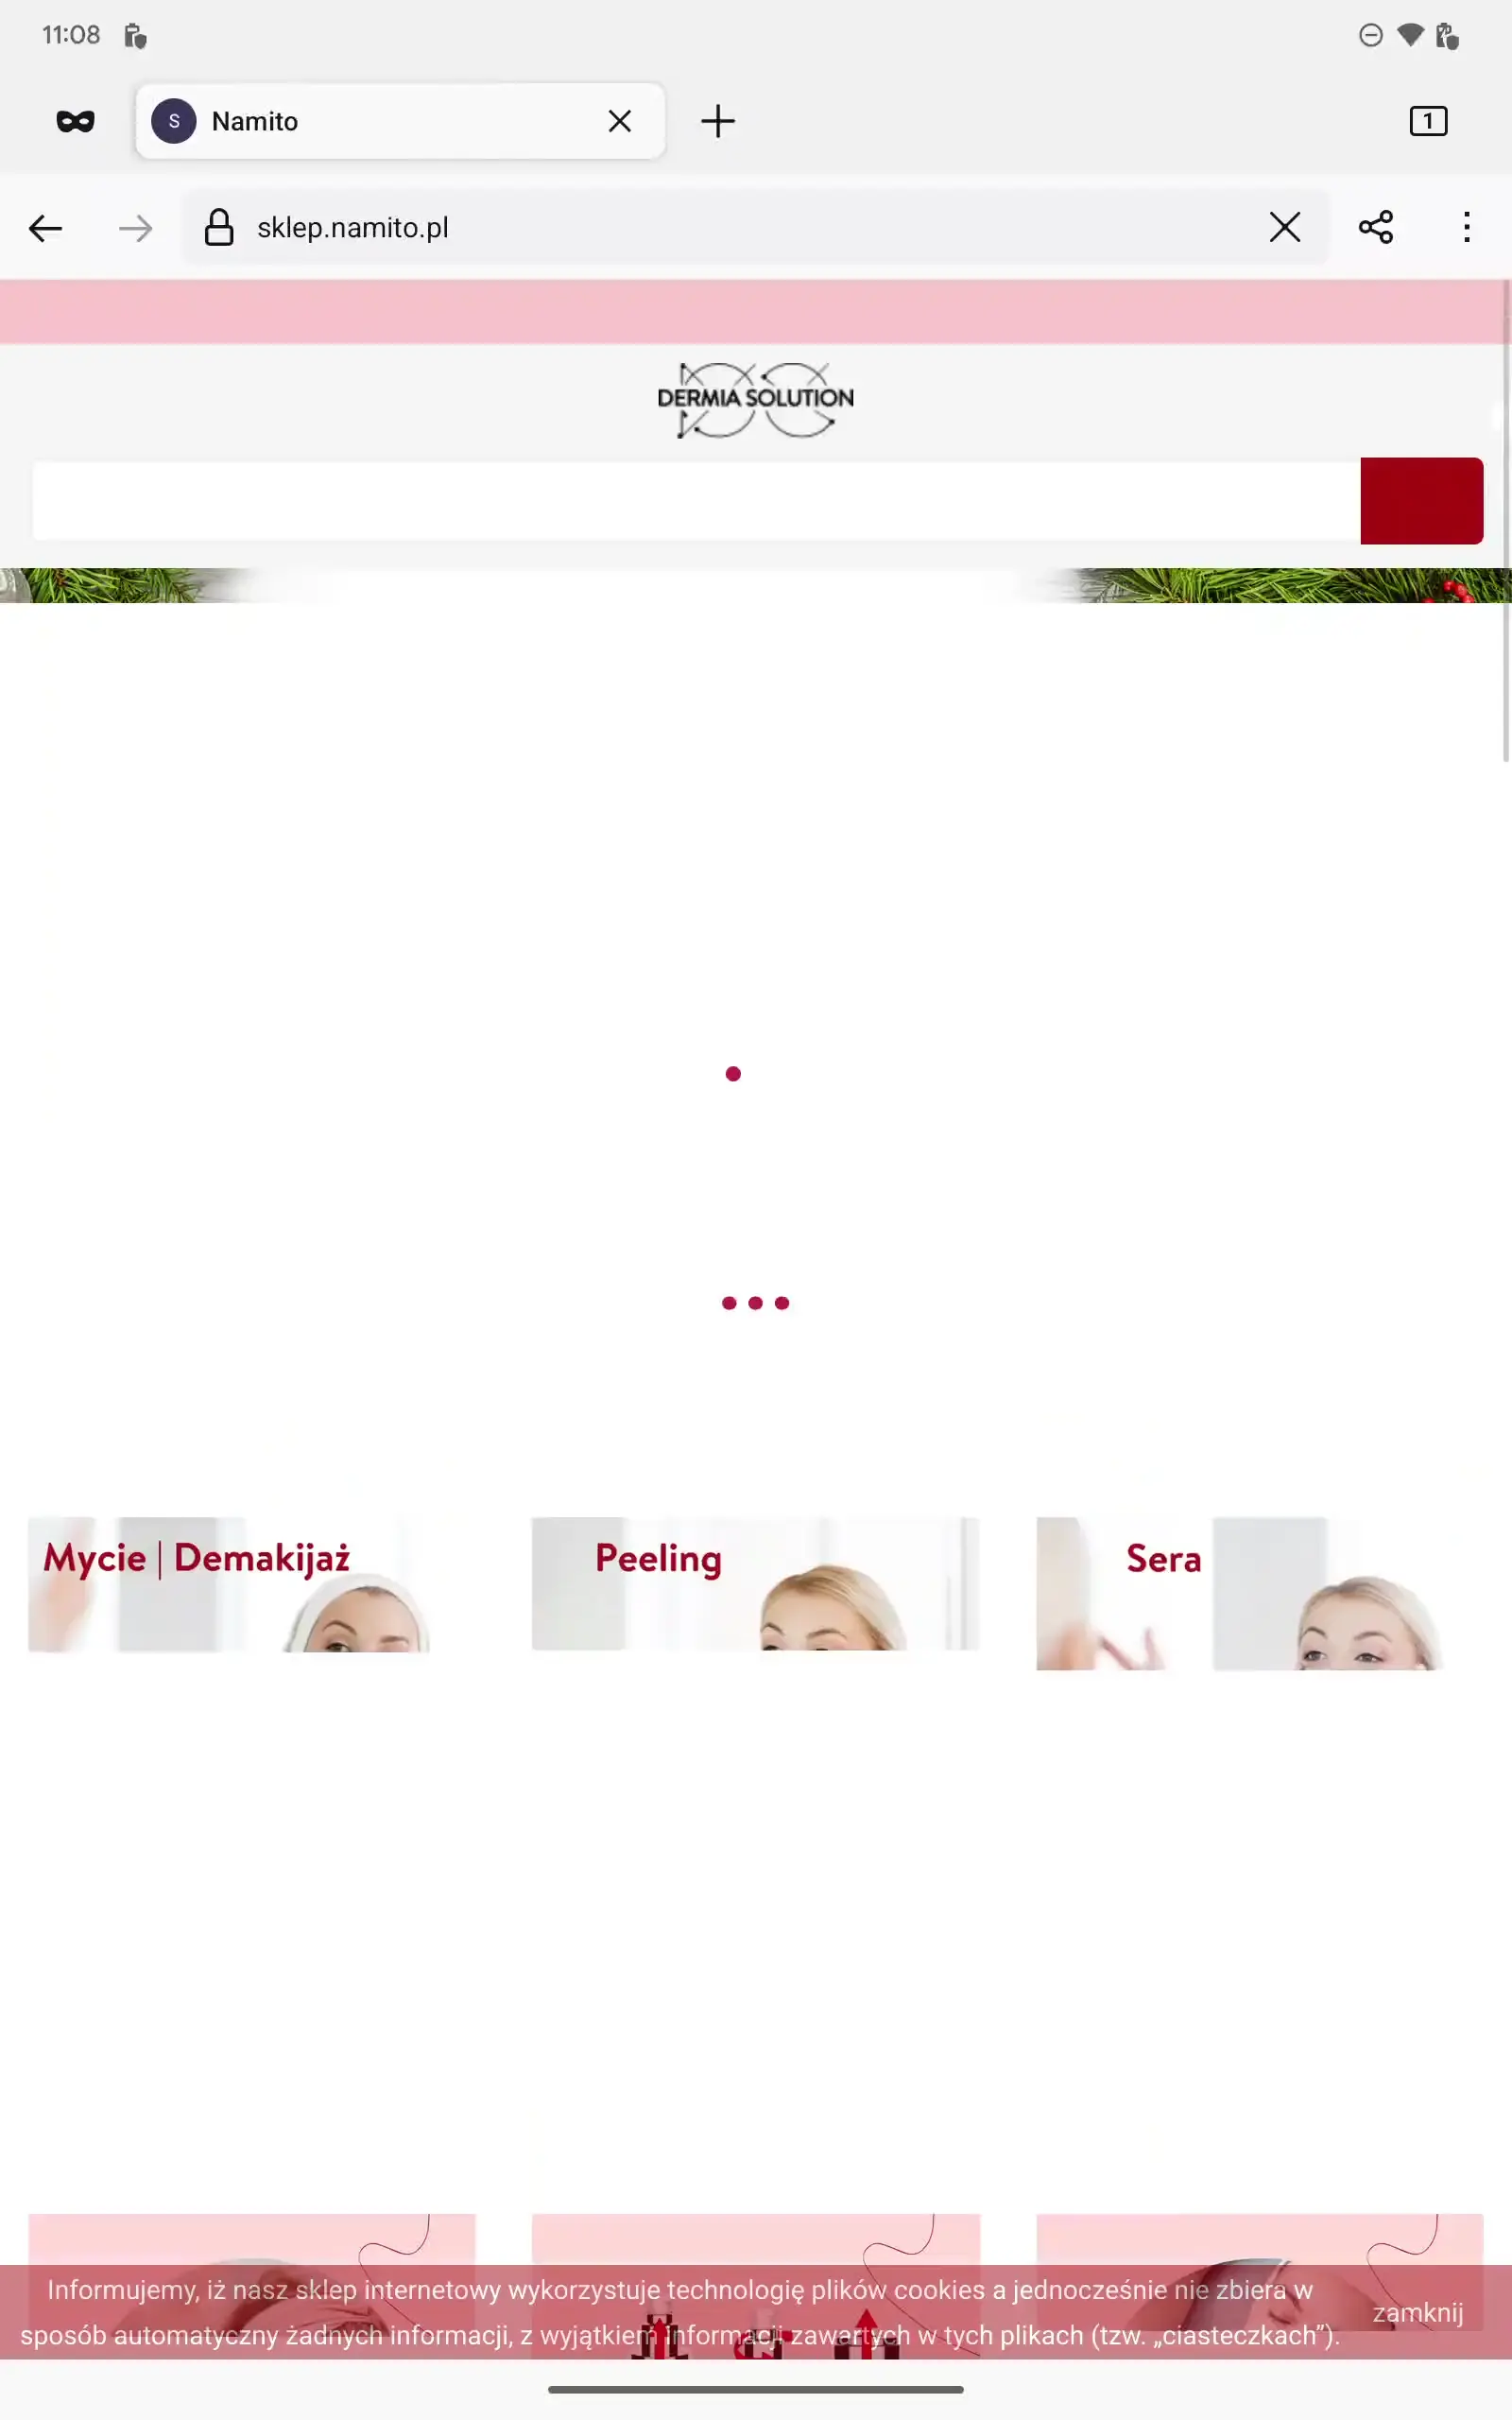 11:08
S Namito
1
sklep.namito.pl
DERMIA SOLUTION
Mycie | Demakijaż
Peeling
Sera
Informujemy, iż nasz sklep internetowy wykorzystuje technologię plików cookies a jednocześnie nie zbiera w
sposób automatyczny żadnych informacji, z wyjątkiem informacji zawartych w tych plikach (tzw. „ciasteczkach”).
zamknij